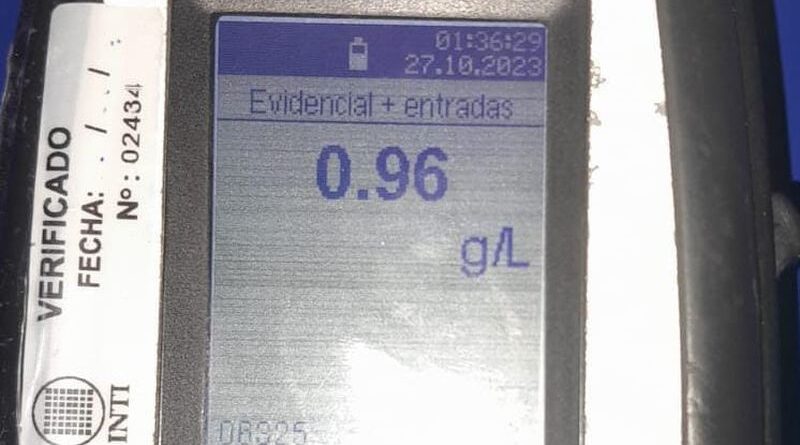 01:36:29
27.10.2023
Evidencial + entradas
0.96
g/L
VERIFICADO
FECHA: . / . . / .
Nº: 02434
INTI